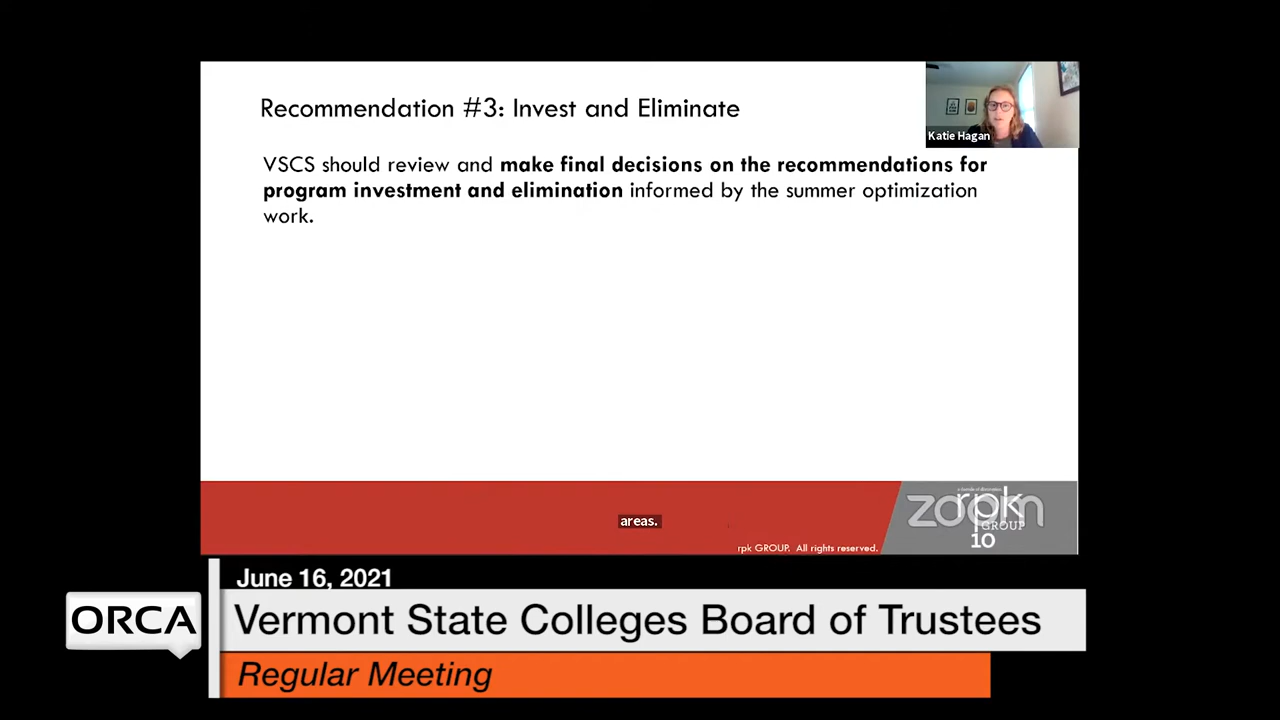 Recommendation #3: Invest and Eliminate
Katie Hagan
VSCS should review and make final decisions on the recommendations for
program investment and elimination informed by the summer optimization
work.
areas.
rpk GROUP. All rights reserved.
zoom
rpk
GROUP
10
June 16, 2021
ORCA
Vermont State Colleges Board of Trustees
Regular Meeting